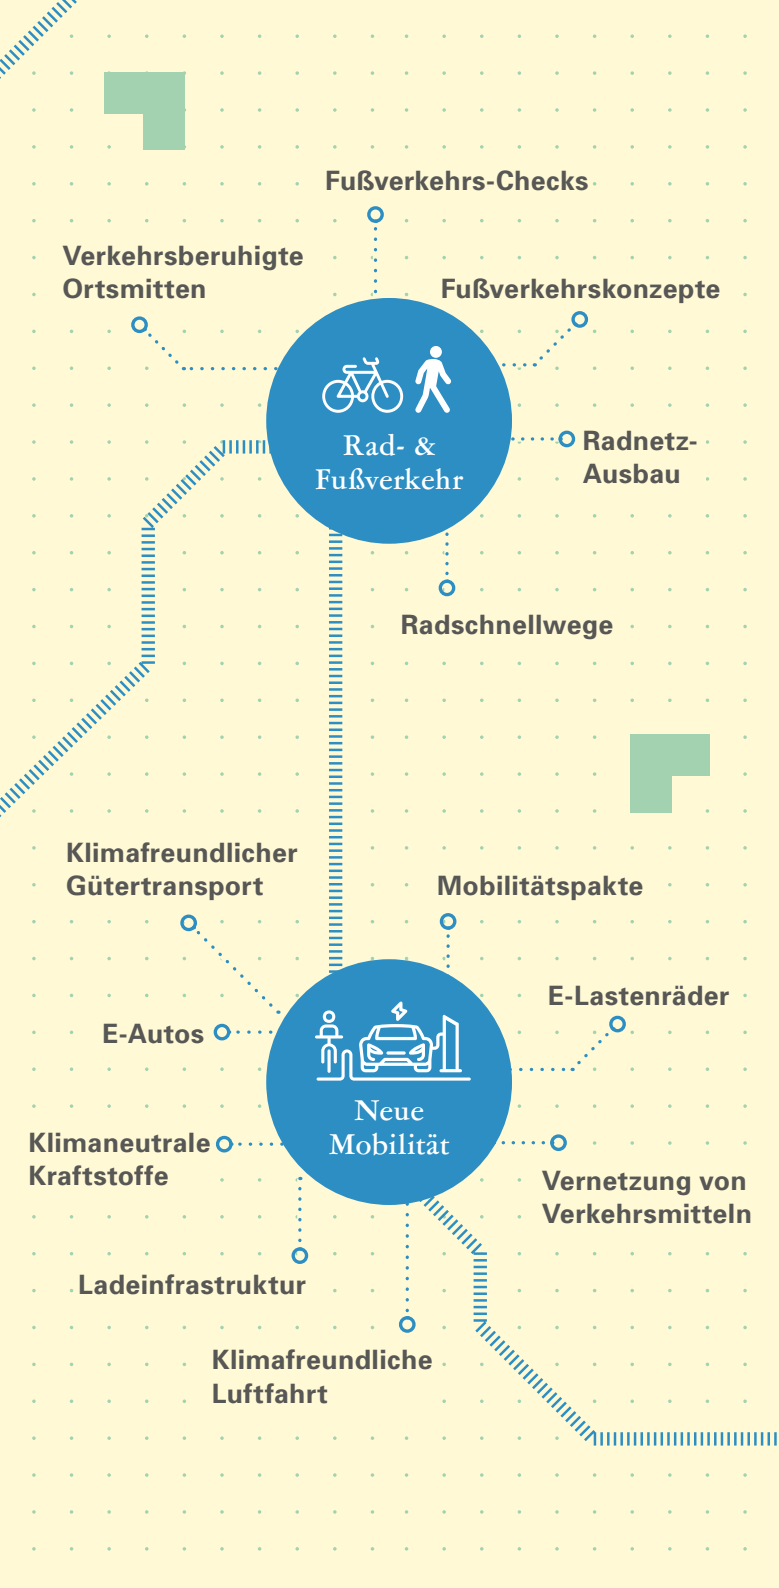 Fußverkehrs-Checks
Verkehrsberuhigte
Ortsmitten
Fußverkehrskonzepte
Rad- &
Fußverkehr
Radnetz-
Ausbau
Radschnellwege
Klimafreundlicher
Gütertransport
Mobilitätspakte
E-Lastenräder
E-Autos
Neue
Mobilität
Klimaneutrale
Kraftstoffe
Vernetzung von
Verkehrsmitteln
Ladeinfrastruktur
Klimafreundliche
Luftfahrt